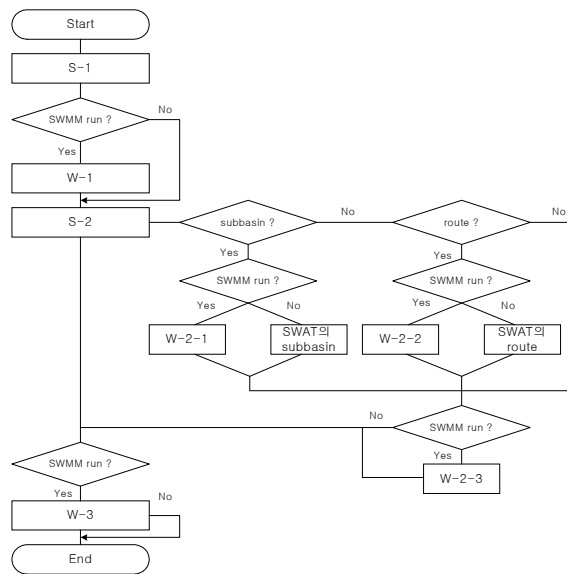 Start
S-1
SWMM run ?
No
Yes
W-1
S-2
subbasin ?
No
route ?
No
Yes
Yes
SWMM run ?
SWMM run ?
Yes
No
Yes
No
W-2-1
SWAT의
subbasin
W-2-2
SWAT의
route
No
SWMM run ?
Yes
W-2-3
SWMM run ?
Yes
No
W-3
End